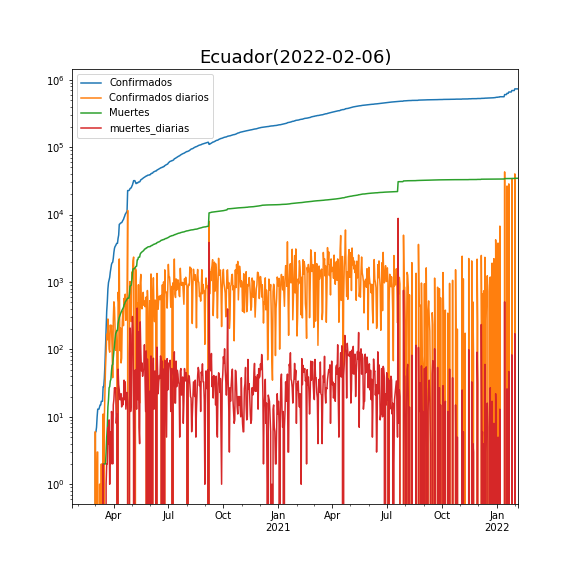 Ecuador(2022-02-06)
Confirmados
Confirmados diarios
Muertes
muertes_diarias
10^6
10^5
10^4
10^3
10^2
10^1
10^0
Apr Jul Oct Jan Apr Jul Oct Jan
2021 2022